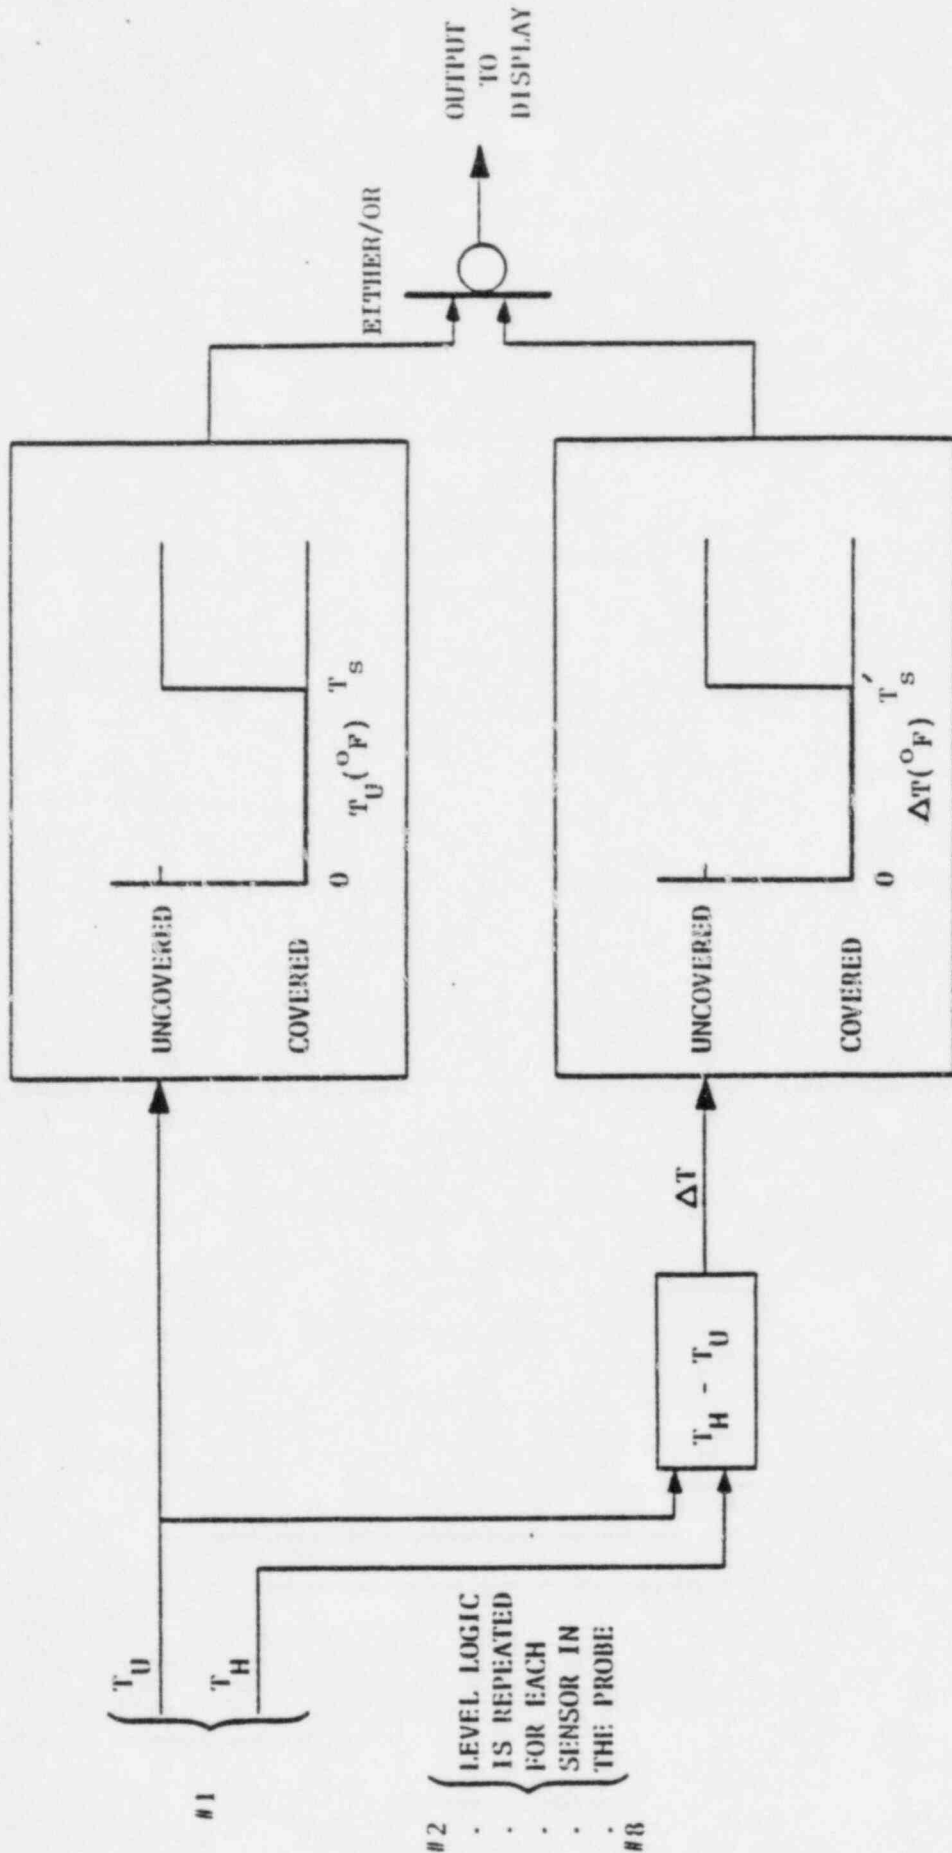 #1
T_U
T_H
#2
.
.
.
.
.
#8
LEVEL LOGIC
IS REPEATED
FOR EACH
SENSOR IN
THE PROBE
T_H - T_U
ΔT
UNCOVERED
COVERED
0
T_U(°F)
T_s
UNCOVERED
COVERED
0
ΔT(°F)
T_s′
EITHER/OR
OUTPUT
TO
DISPLAY